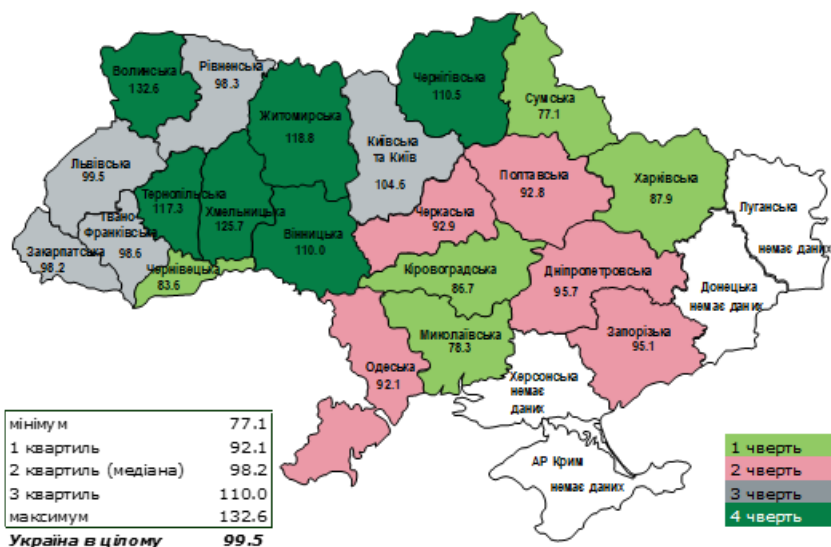 Волинська
132.6
Рівненська
98.3
Житомирська
118.8
Київська
та Київ
104.6
Чернігівська
110.5
Сумська
77.1
Львівська
99.5
Тернопільська
117.3
Хмельницька
125.7
Вінницька
110.0
Черкаська
92.9
Полтавська
92.8
Харківська
87.9
Луганська
немає даних
Івано-
Франківська
98.6
Закарпатська
98.2
Чернівецька
83.6
Кіровоградська
86.7
Дніпропетровська
95.7
Донецька
немає даних
Миколаївська
78.3
Запорізька
95.1
Одеська
92.1
Херсонська
немає
даних
АР Крим
немає даних
мінімум 77.1
1 квартиль 92.1
2 квартиль (медіана) 98.2
3 квартиль 110.0
максимум 132.6
Україна в цілому 99.5
1 чверть
2 чверть
3 чверть
4 чверть